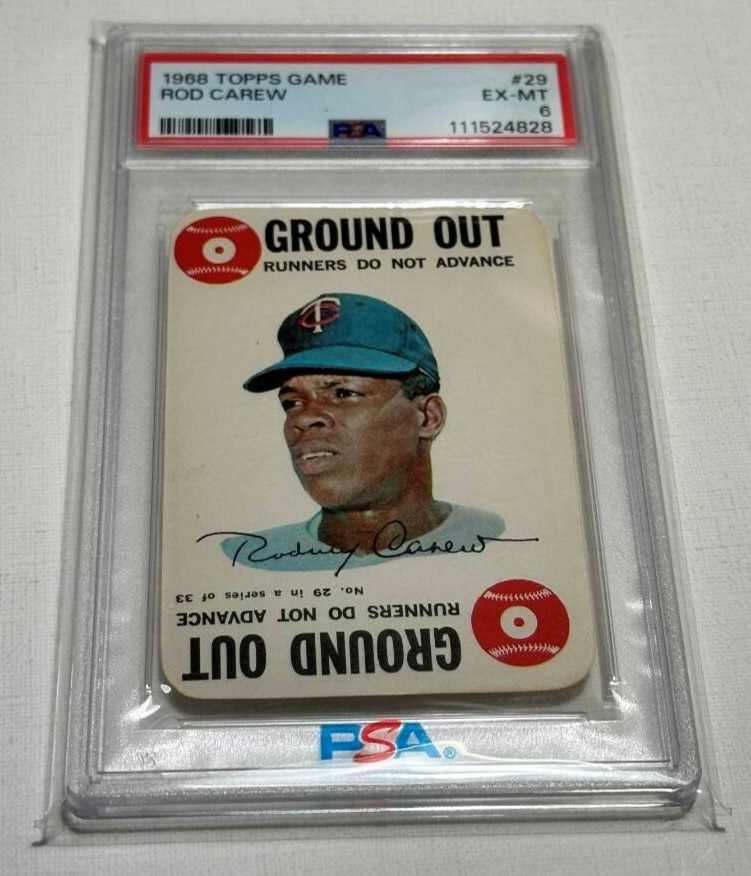 1968 TOPPS GAME #29
ROD CAREW EX-MT
6
PSA 111524828
GROUND OUT
RUNNERS DO NOT ADVANCE
TC
Rodney Carew
No. 29 in a series of 33
RUNNERS DO NOT ADVANCE
GROUND OUT
PSA®